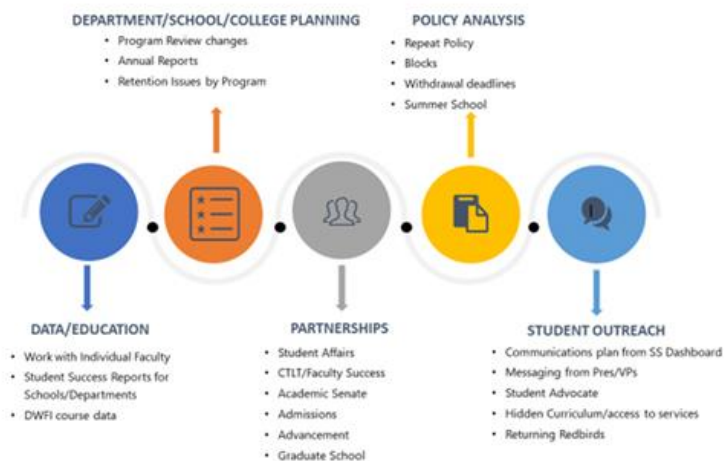 DEPARTMENT/SCHOOL/COLLEGE PLANNING
• Program Review changes
• Annual Reports
• Retention Issues by Program
POLICY ANALYSIS
• Repeat Policy
• Blocks
• Withdrawal deadlines
• Summer School
DATA/EDUCATION
• Work with Individual Faculty
• Student Success Reports for
Schools/Departments
• DWFI course data
PARTNERSHIPS
• Student Affairs
• CTLT/Faculty Success
• Academic Senate
• Admissions
• Advancement
• Graduate School
STUDENT OUTREACH
• Communications plan from SS Dashboard
• Messaging from Pres/VPs
• Student Advocate
• Hidden Curriculum/access to services
• Returning Redbirds